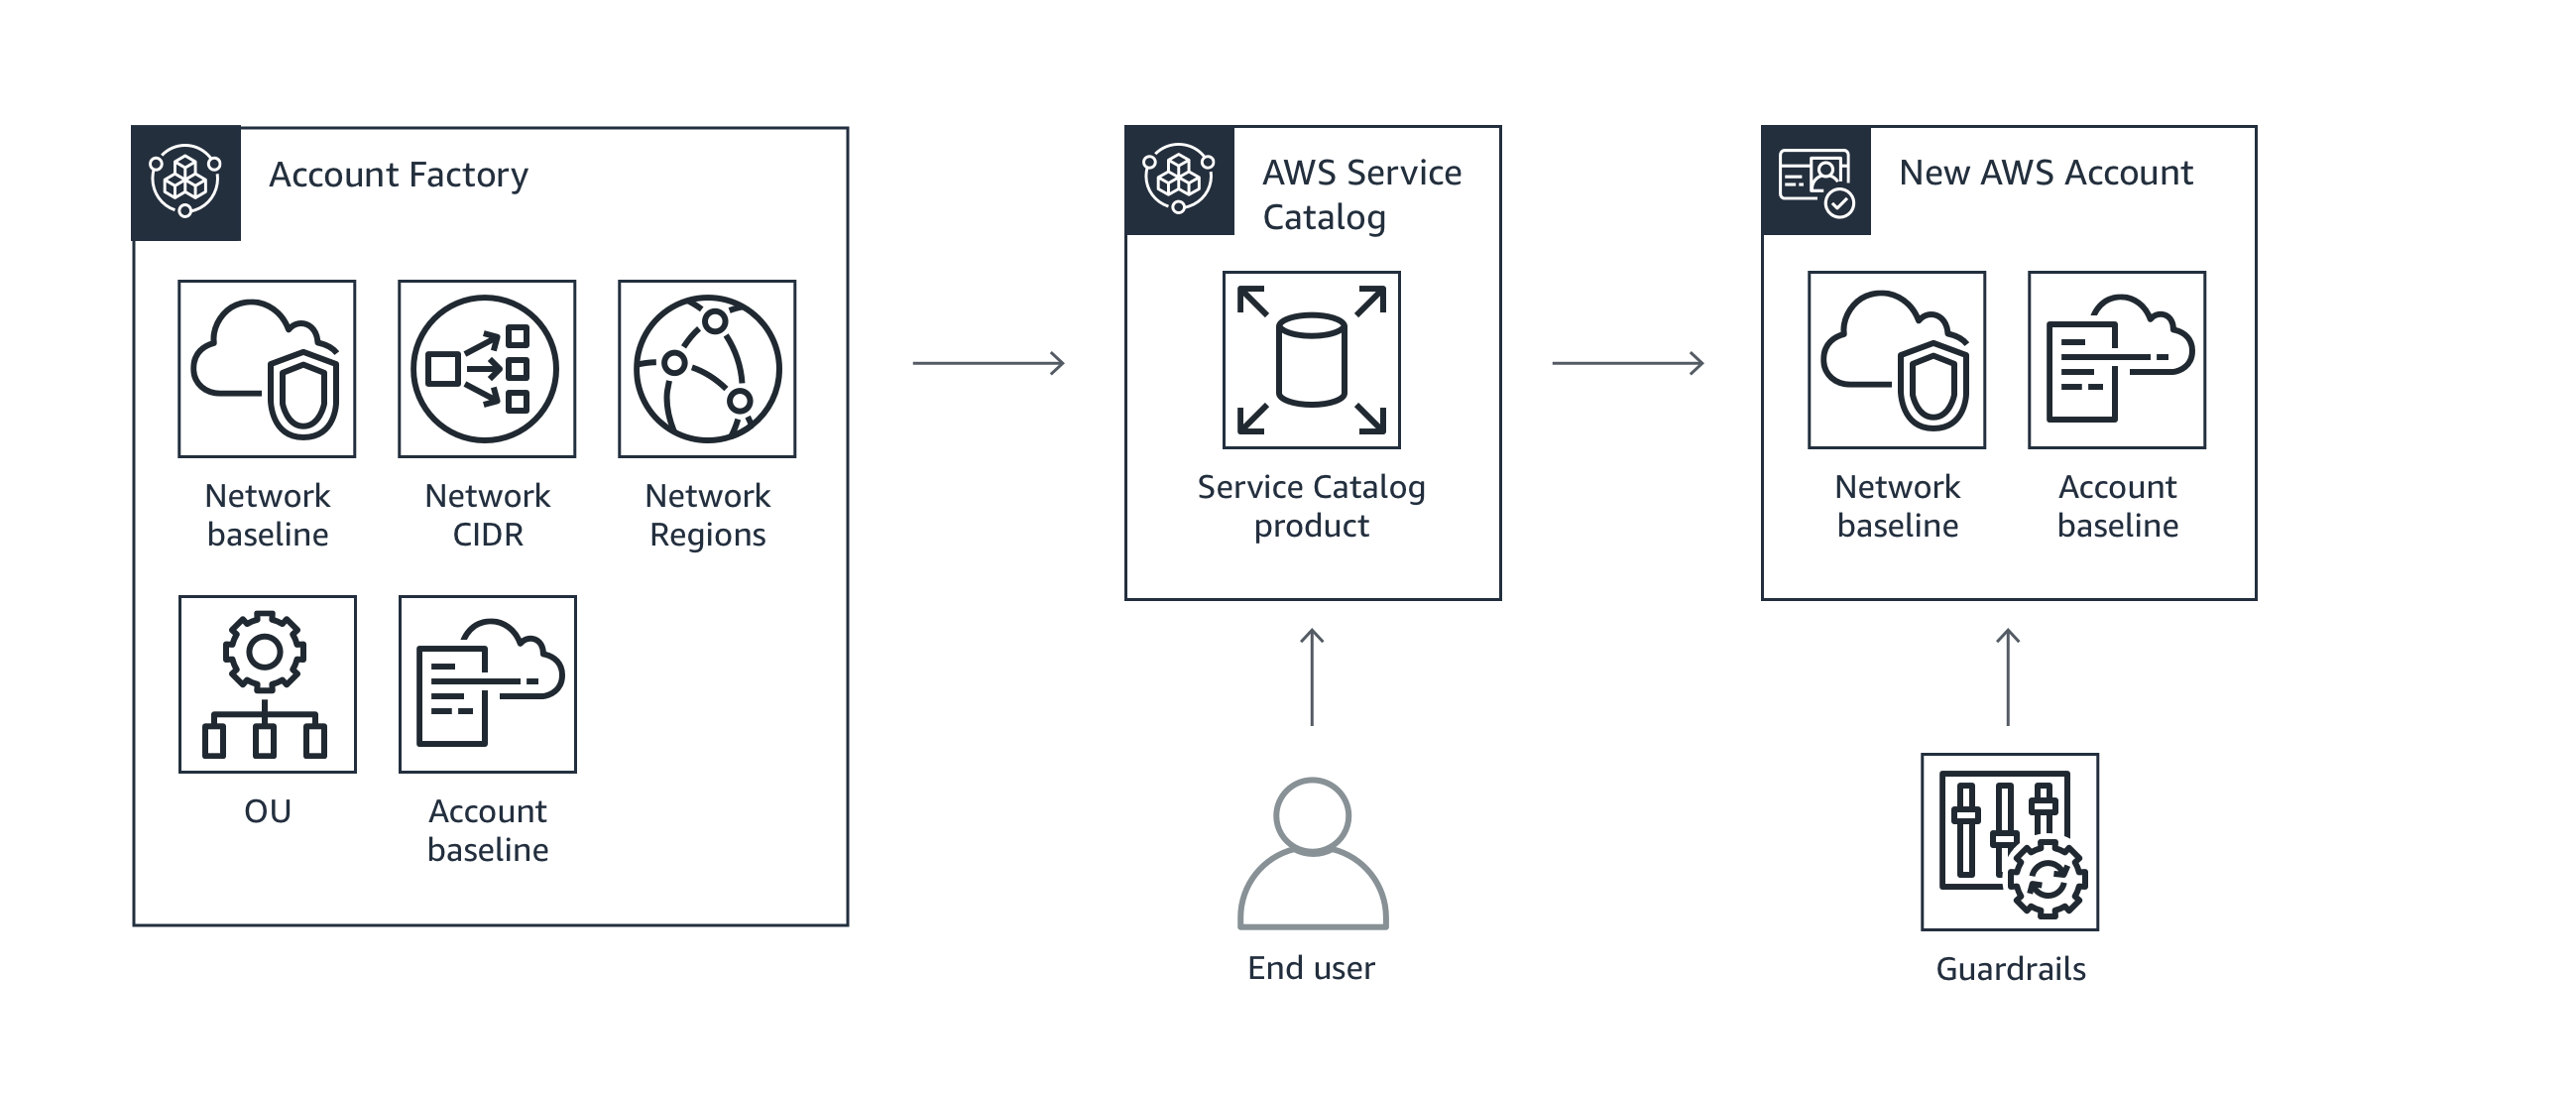 Account Factory
Network
baseline
Network
CIDR
Network
Regions
OU
Account
baseline
AWS Service
Catalog
Service Catalog
product
End user
New AWS Account
Network
baseline
Account
baseline
Guardrails